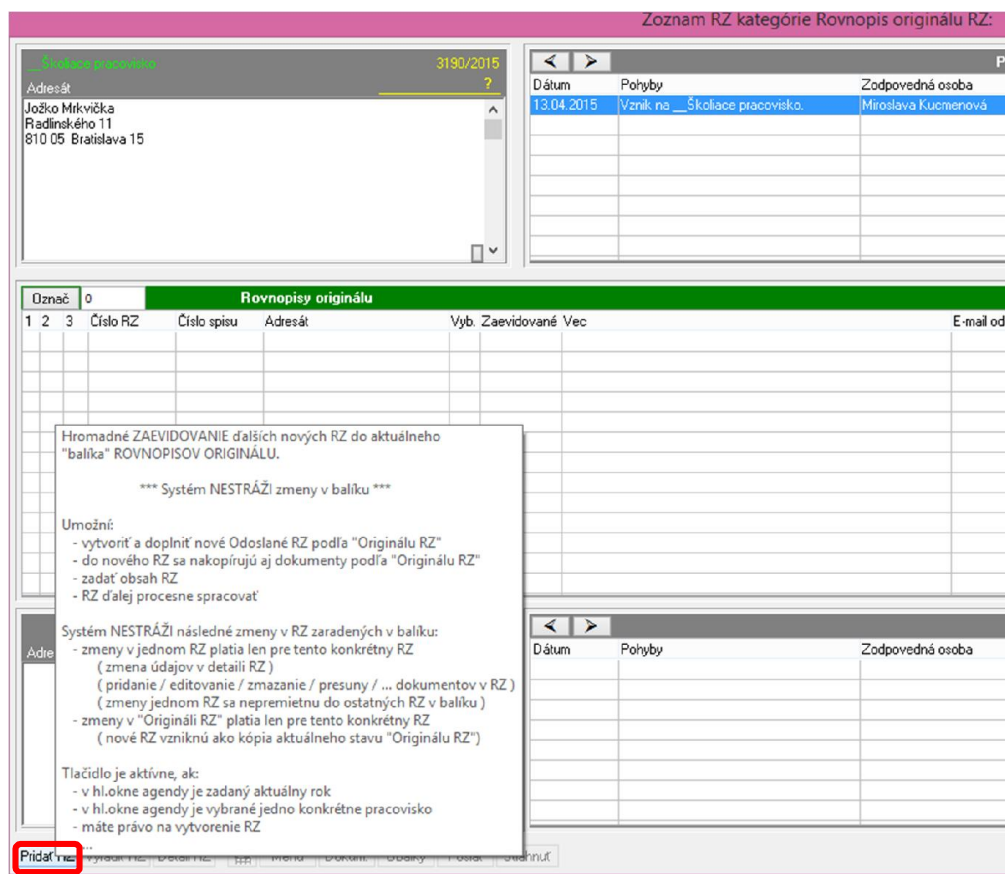 Zoznam RZ kategórie Rovnopis originálu RZ:
__Školiace pracovisko 3190/2015
Adresát ?
Jožko Mrkvička
Radlinského 11
810 05 Bratislava 15
< > P
Dátum Pohyby Zodpovedná osoba
13.04.2015 Vznik na __Školiace pracovisko. Miroslava Kucmenová
Označ 0 Rovnopisy originálu
1 2 3 Číslo RZ Číslo spisu Adresát Vyb. Zaevidované Vec E-mail od
Hromadné ZAEVIDOVANIE ďalších nových RZ do aktuálneho
"balíka" ROVNOPISOV ORIGINÁLU.
*** Systém NESTRÁŽI zmeny v balíku ***
Umožní:
- vytvoriť a doplniť nové Odoslané RZ podľa "Originálu RZ"
- do nového RZ sa nakopírujú aj dokumenty podľa "Originálu RZ"
- zadať obsah RZ
- RZ ďalej procesne spracovať
Systém NESTRÁŽI následné zmeny v RZ zaradených v balíku:
- zmeny v jednom RZ platia len pre tento konkrétny RZ
( zmena údajov v detaili RZ )
( pridanie / editovanie / zmazanie / presuny / ... dokumentov v RZ )
( zmeny jednom RZ sa nepremietnu do ostatných RZ v balíku )
- zmeny v "Origináli RZ" platia len pre tento konkrétny RZ
( nové RZ vzniknú ako kópia aktuálneho stavu "Originálu RZ")
Tlačidlo je aktívne, ak:
- v hl.okne agendy je zadaný aktuálny rok
- v hl.okne agendy je vybrané jedno konkrétne pracovisko
- máte právo na vytvorenie RZ
...
Adre
< >
Dátum Pohyby Zodpovedná osoba
Pridať RZ Vyradiť RZ Detail RZ Menu Dokum. Obálky Poslať Stiahnuť